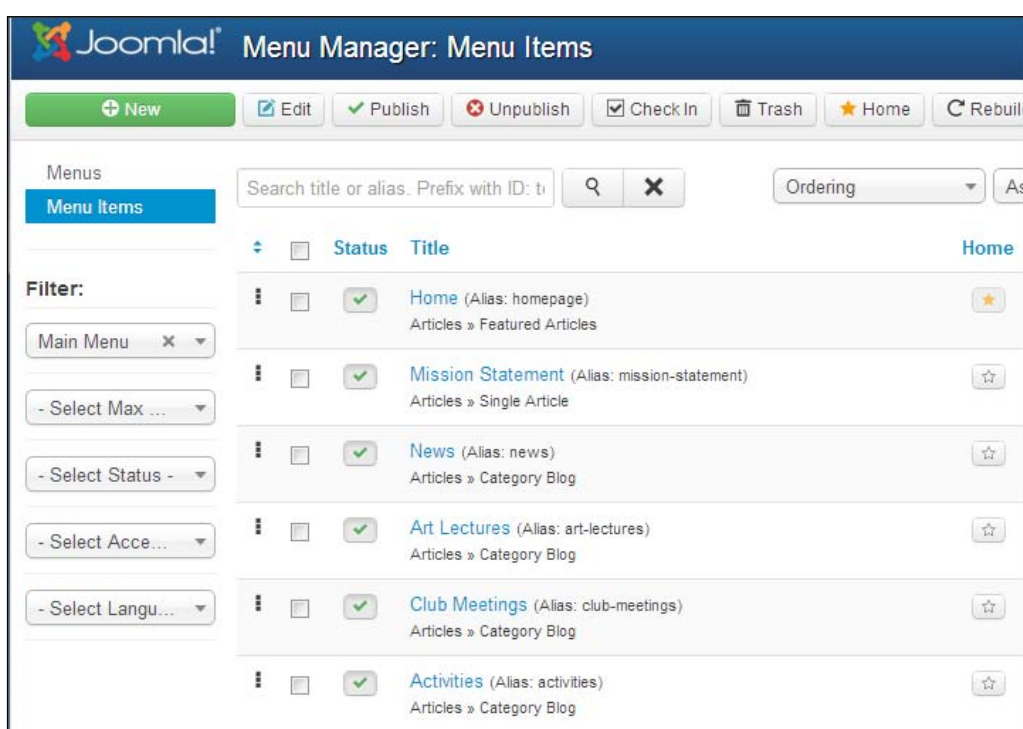 Joomla! Menu Manager: Menu Items
New Edit Publish Unpublish Check In Trash Home
Menus
Menu Items
Search title or alias. Prefix with ID: Ordering
Status Title Home
Filter:
Main Menu
- Select Max ...
- Select Status -
- Select Acce...
- Select Langu...
Home (Alias: homepage)
Articles » Featured Articles
Mission Statement (Alias: mission-statement)
Articles » Single Article
News (Alias: news)
Articles » Category Blog
Art Lectures (Alias: art-lectures)
Articles » Category Blog
Club Meetings (Alias: club-meetings)
Articles » Category Blog
Activities (Alias: activities)
Articles » Category Blog